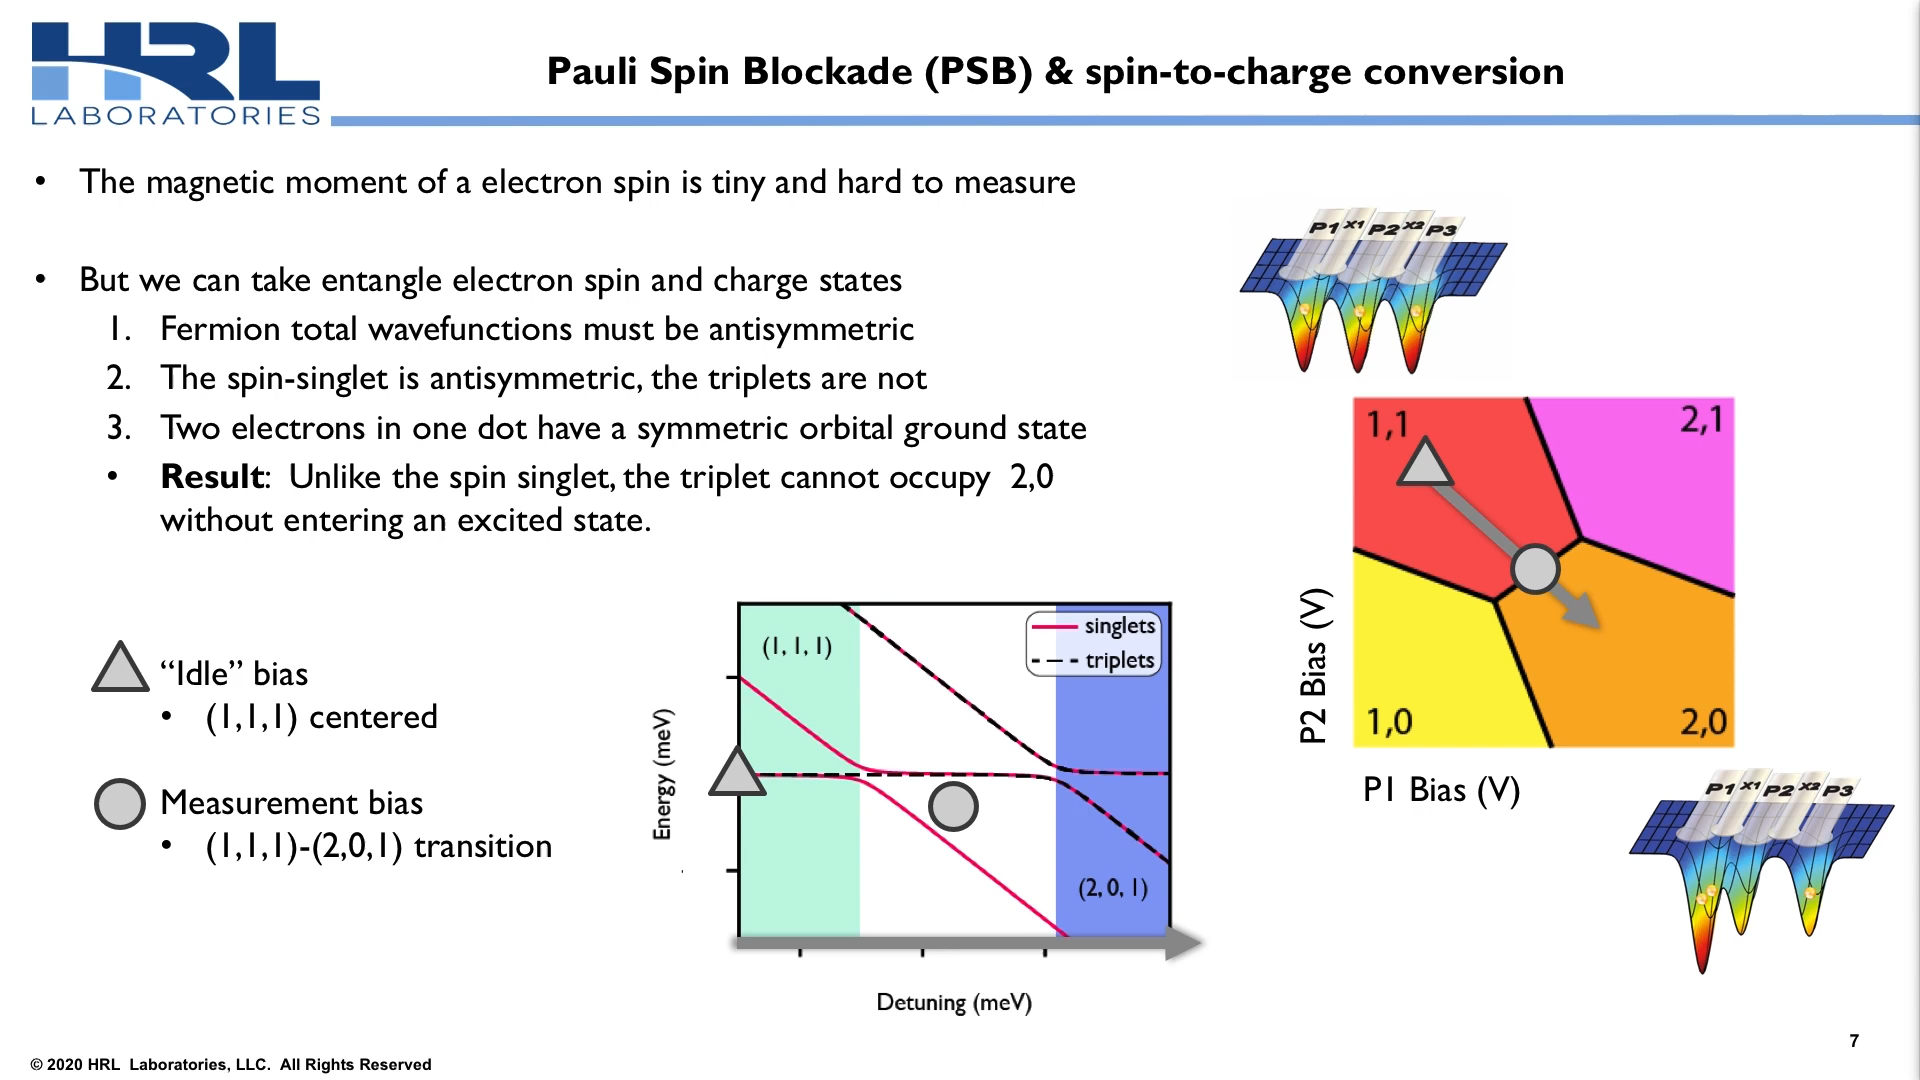 HRL
LABORATORIES
Pauli Spin Blockade (PSB) & spin-to-charge conversion
• The magnetic moment of a electron spin is tiny and hard to measure
• But we can take entangle electron spin and charge states
1. Fermion total wavefunctions must be antisymmetric
2. The spin-singlet is antisymmetric, the triplets are not
3. Two electrons in one dot have a symmetric orbital ground state
• Result: Unlike the spin singlet, the triplet cannot occupy 2,0
without entering an excited state.
“Idle” bias
• (1,1,1) centered
Measurement bias
• (1,1,1)-(2,0,1) transition
(1, 1, 1)
singlets
triplets
(2, 0, 1)
Energy (meV)
Detuning (meV)
P1 X1 P2 X2 P3
1,1
2,1
1,0
2,0
P2 Bias (V)
P1 Bias (V)
P1 X1 P2 X2 P3
7
© 2020 HRL Laboratories, LLC. All Rights Reserved